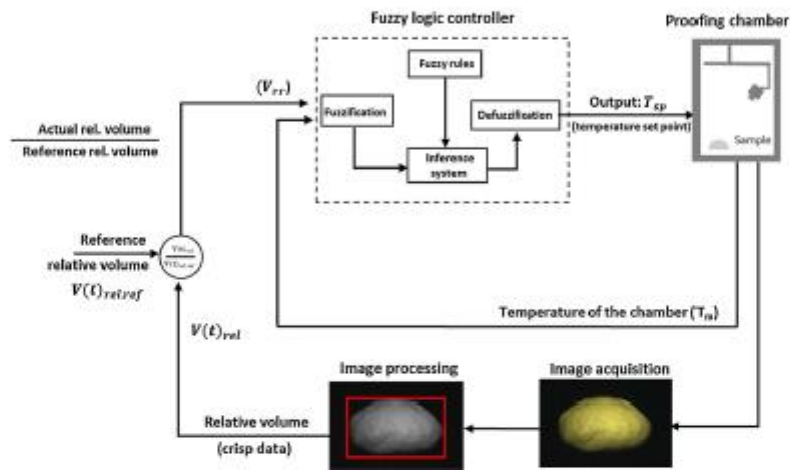 Fuzzy logic controller
Proofing chamber
Fuzzy rules
(V_rr)
Fuzzification
Defuzzification
Output: T_sp
(temperature set point)
Inference
system
Sample
Actual rel. volume
Reference rel. volume
Reference
relative volume
V(t)_relref
V(t)_rel
Temperature of the chamber (T_m)
Image processing
Image acquisition
Relative volume
(crisp data)